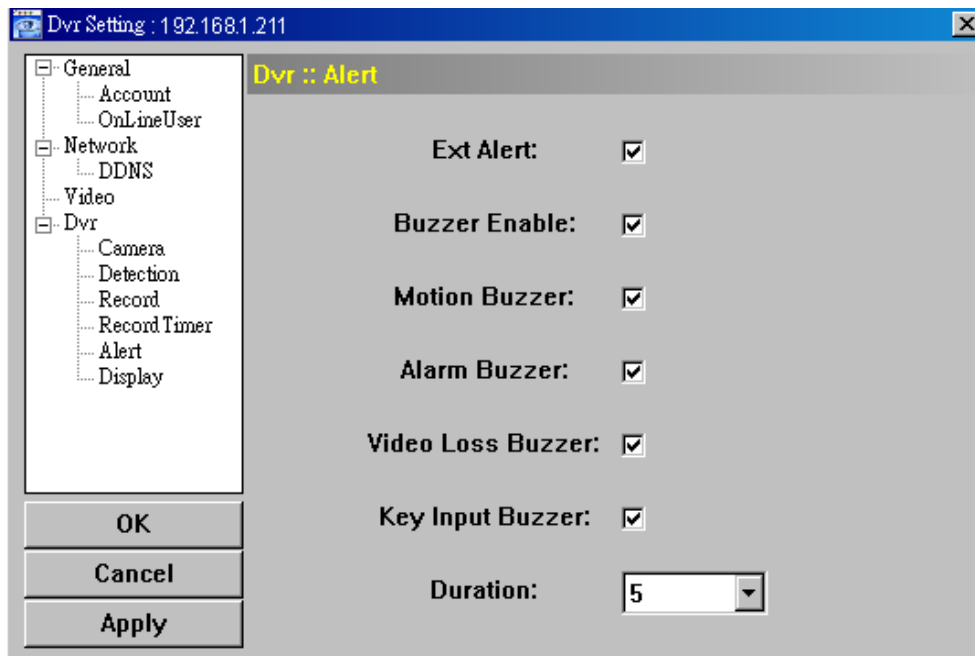 Dvr Setting : 192.168.1.211
General
Account
OnLineUser
Network
DDNS
Video
Dvr
Camera
Detection
Record
Record Timer
Alert
Display
OK
Cancel
Apply
Dvr :: Alert
Ext Alert:
Buzzer Enable:
Motion Buzzer:
Alarm Buzzer:
Video Loss Buzzer:
Key Input Buzzer:
Duration: 5